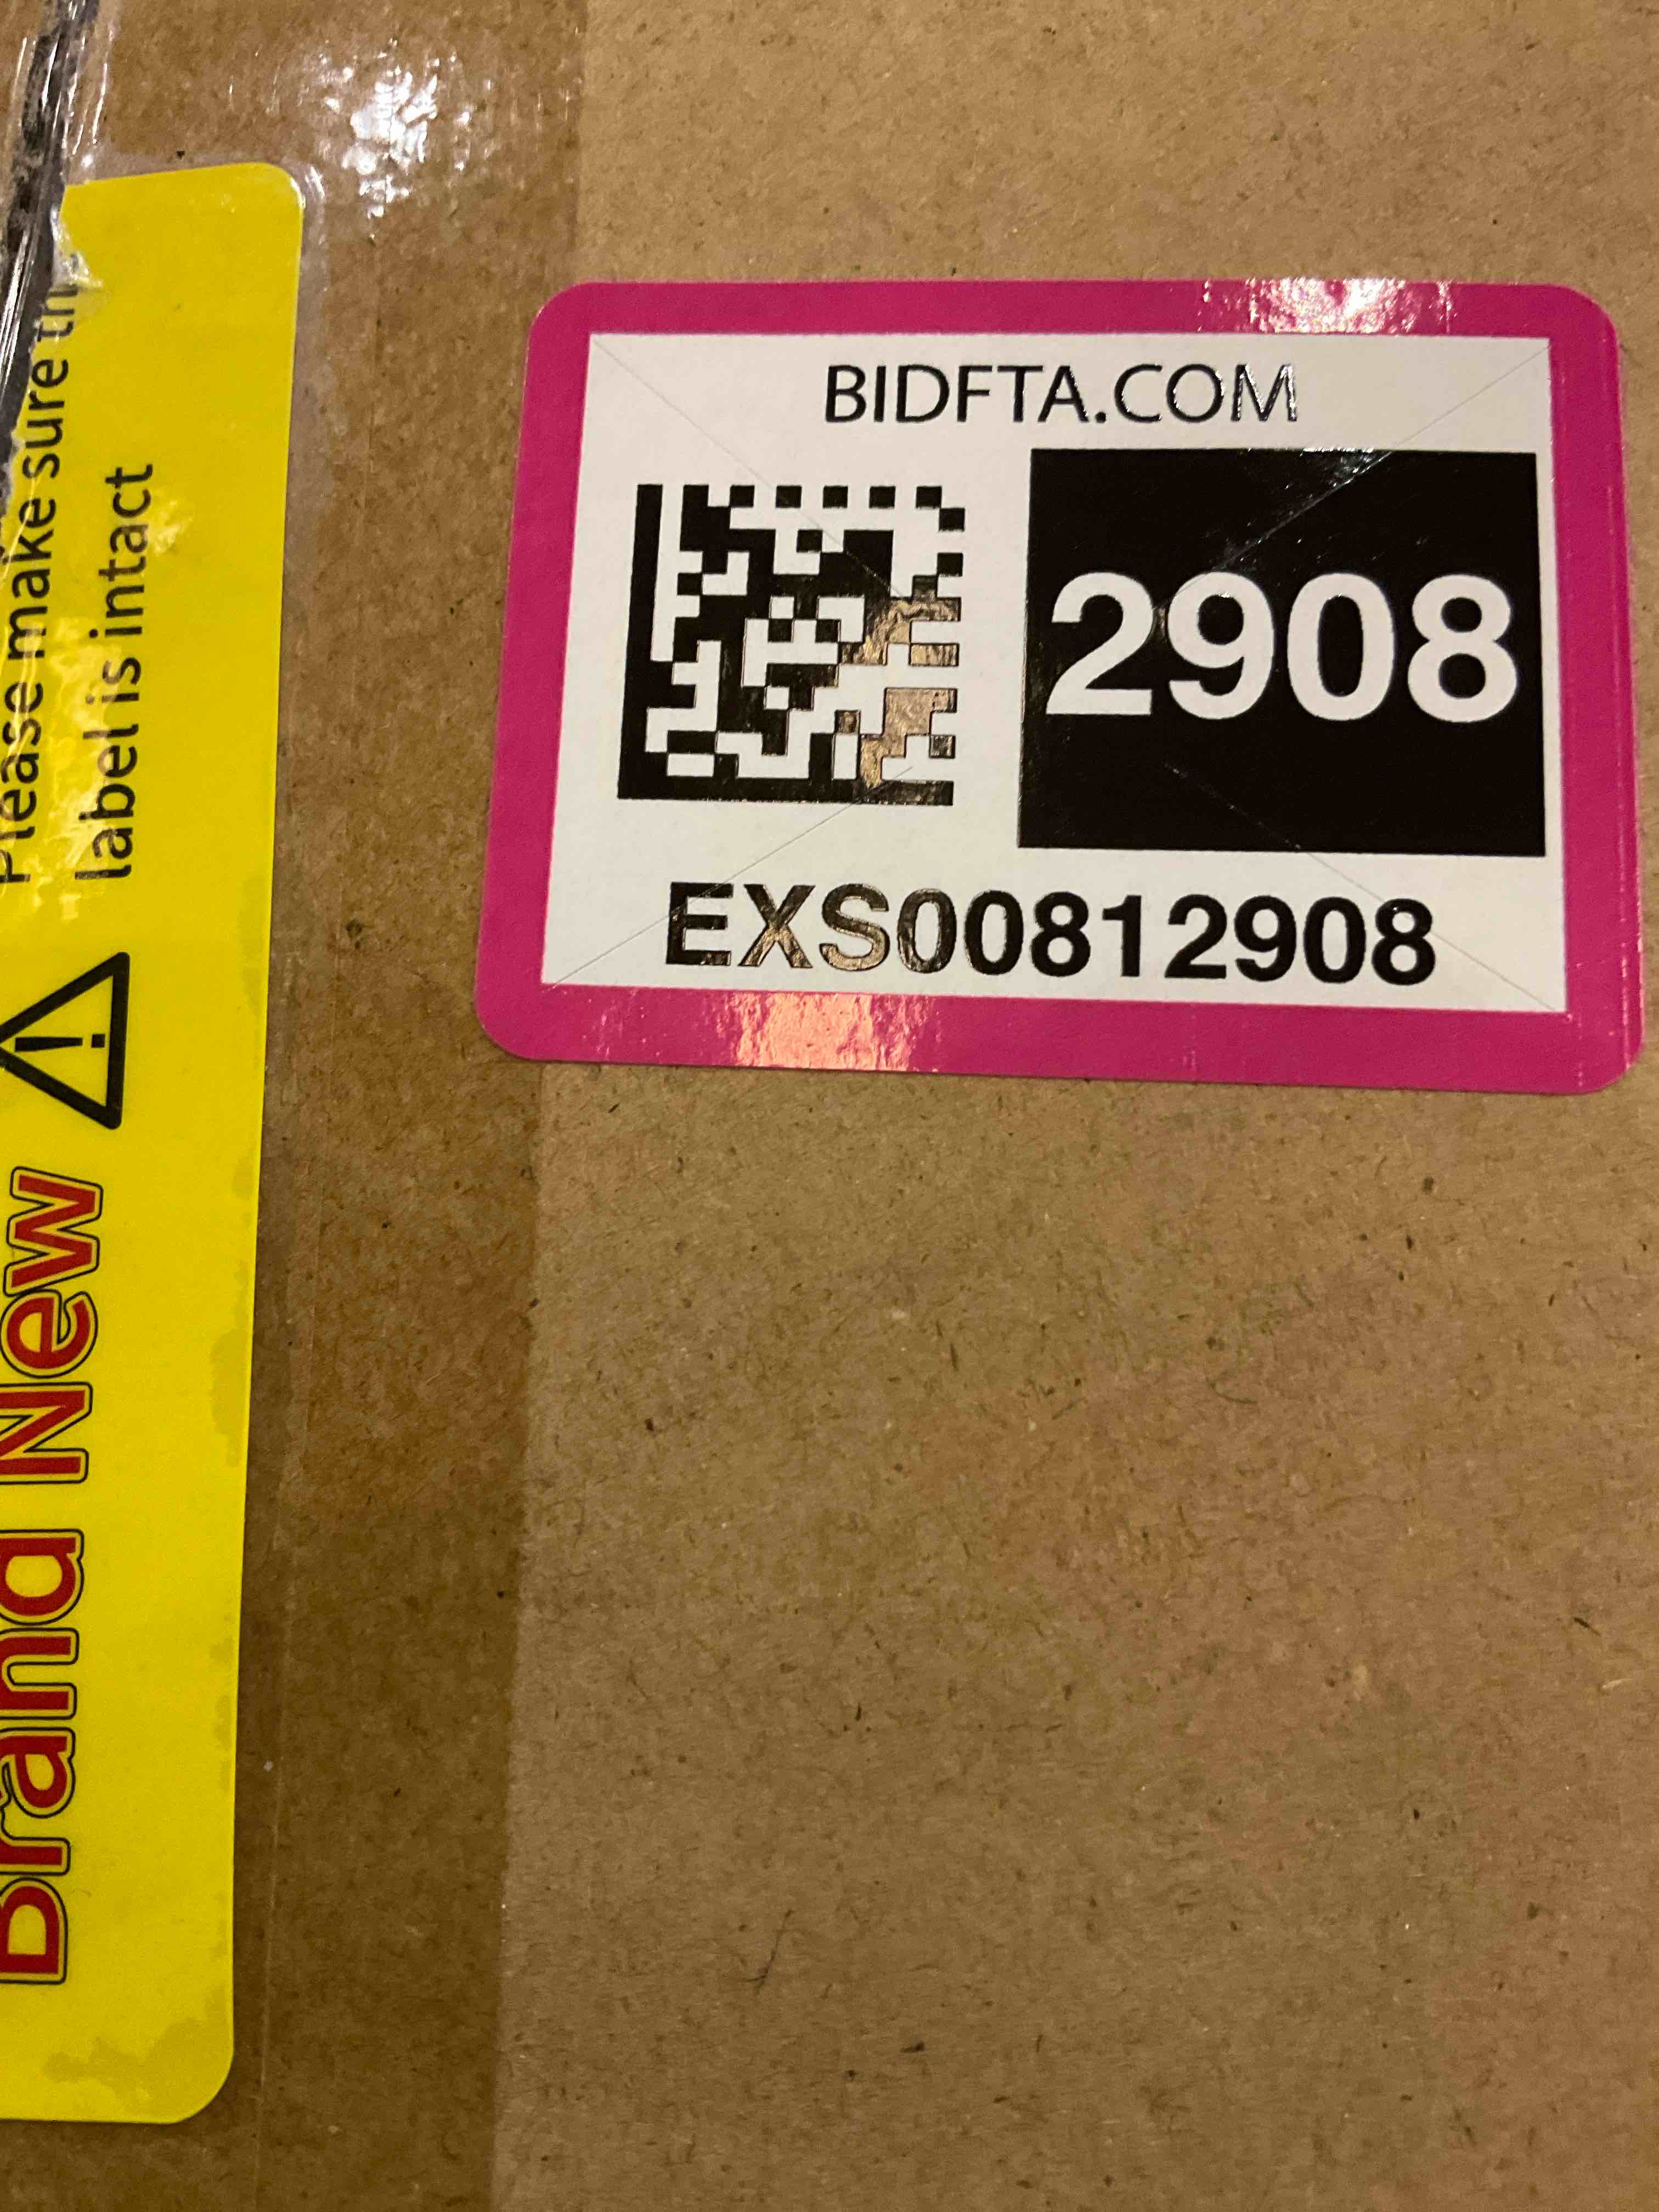 Please make sure
label is intact
Brand New
BIDFTA.COM
2908
EXS00812908